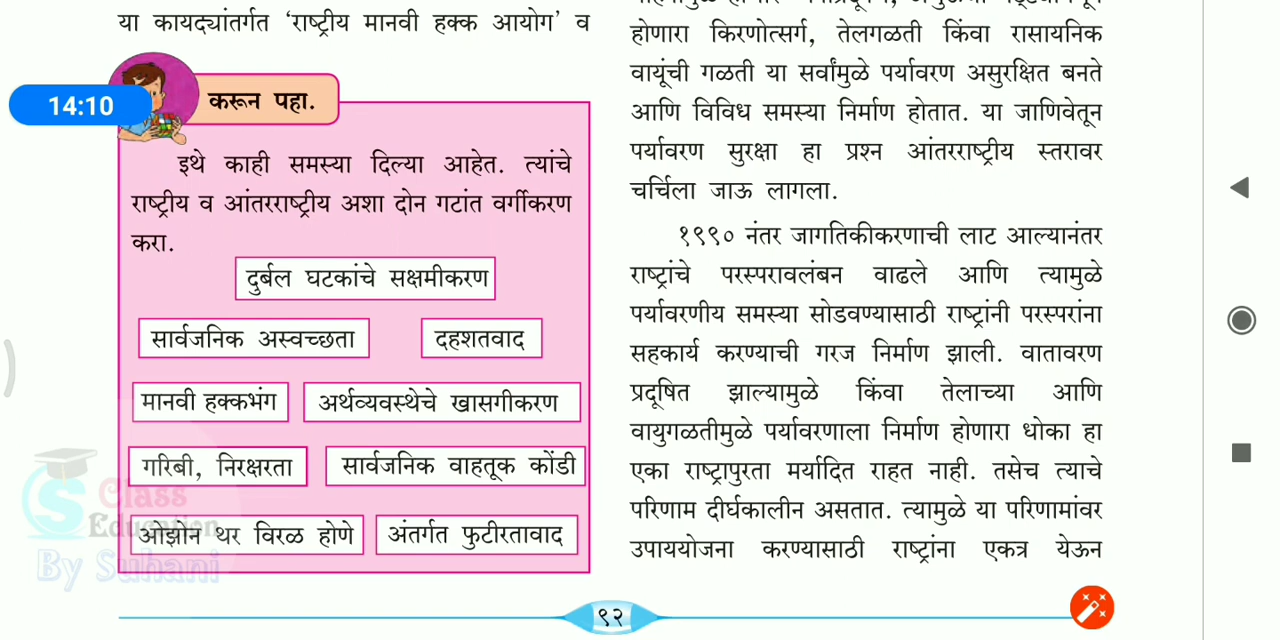 या कायद्यांतर्गत ‘राष्ट्रीय मानवी हक्क आयोग’ व
14:10
करून पहा.
इथे काही समस्या दिल्या आहेत. त्यांचे
राष्ट्रीय व आंतरराष्ट्रीय अशा दोन गटांत वर्गीकरण
करा.
दुर्बल घटकांचे सक्षमीकरण
सार्वजनिक अस्वच्छता
दहशतवाद
मानवी हक्कभंग
अर्थव्यवस्थेचे खासगीकरण
गरिबी, निरक्षरता
सार्वजनिक वाहतूक कोंडी
ओझोन थर विरळ होणे
अंतर्गत फुटीरतावाद
S Class
Education
By Suhani
होणारा किरणोत्सर्ग, तेलगळती किंवा रासायनिक
वायूंची गळती या सर्वांमुळे पर्यावरण असुरक्षित बनते
आणि विविध समस्या निर्माण होतात. या जाणिवेतून
पर्यावरण सुरक्षा हा प्रश्न आंतरराष्ट्रीय स्तरावर
चर्चिला जाऊ लागला.
१९९० नंतर जागतिकीकरणाची लाट आल्यानंतर
राष्ट्रांचे परस्परावलंबन वाढले आणि त्यामुळे
पर्यावरणीय समस्या सोडवण्यासाठी राष्ट्रांनी परस्परांना
सहकार्य करण्याची गरज निर्माण झाली. वातावरण
प्रदूषित झाल्यामुळे किंवा तेलाच्या आणि
वायुगळतीमुळे पर्यावरणाला निर्माण होणारा धोका हा
एका राष्ट्रापुरता मर्यादित राहत नाही. तसेच त्याचे
परिणाम दीर्घकालीन असतात. त्यामुळे या परिणामांवर
उपाययोजना करण्यासाठी राष्ट्रांना एकत्र येऊन
९२